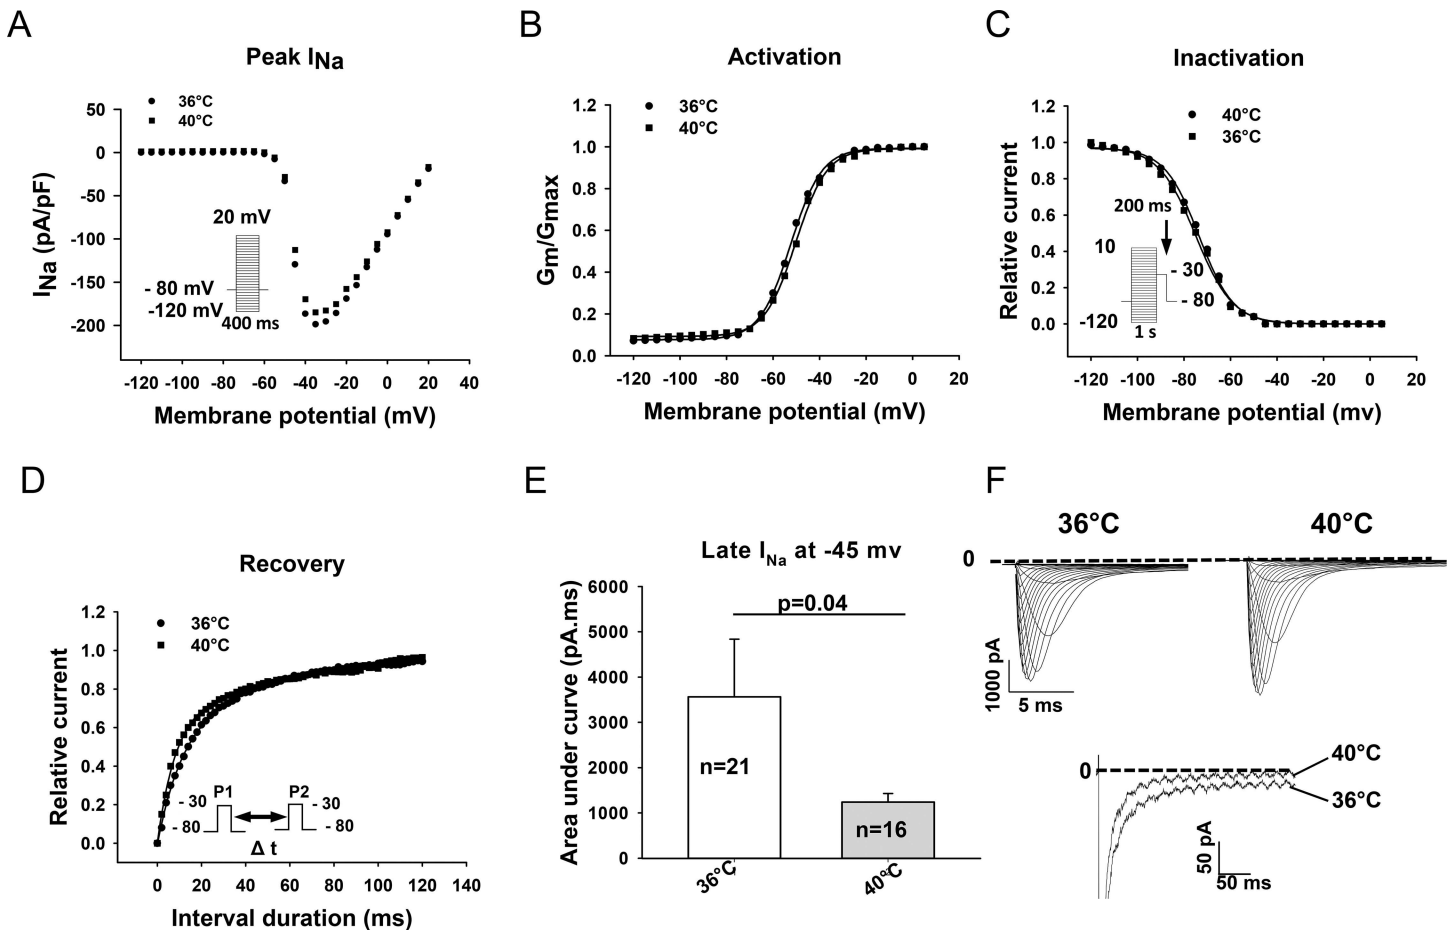 A
Peak INa
36°C
40°C
50
0
-50
-100
-150
-200
INa (pA/pF)
20 mV
- 80 mV
-120 mV
400 ms
-120 -100 -80 -60 -40 -20 0 20 40
Membrane potential (mV)
B
Activation
36°C
40°C
1.2
1.0
0.8
0.6
0.4
0.2
0.0
Gm/Gmax
-120 -100 -80 -60 -40 -20 0 20
Membrane potential (mV)
C
Inactivation
40°C
36°C
1.2
1.0
0.8
0.6
0.4
0.2
0.0
Relative current
200 ms
10
- 30
- 80
-120
1 s
-120 -100 -80 -60 -40 -20 0 20
Membrane potential (mv)
D
Recovery
36°C
40°C
1.2
1.0
0.8
0.6
0.4
0.2
0.0
Relative current
P1 P2
- 30 - 30
- 80 - 80
Δ t
0 20 40 60 80 100 120 140
Interval duration (ms)
E
Late INa at -45 mv
p=0.04
6000
5000
4000
3000
2000
1000
0
Area under curve (pA.ms)
n=21
n=16
36°C 40°C
F
36°C 40°C
0
1000 pA
5 ms
0
40°C
36°C
50 pA
50 ms